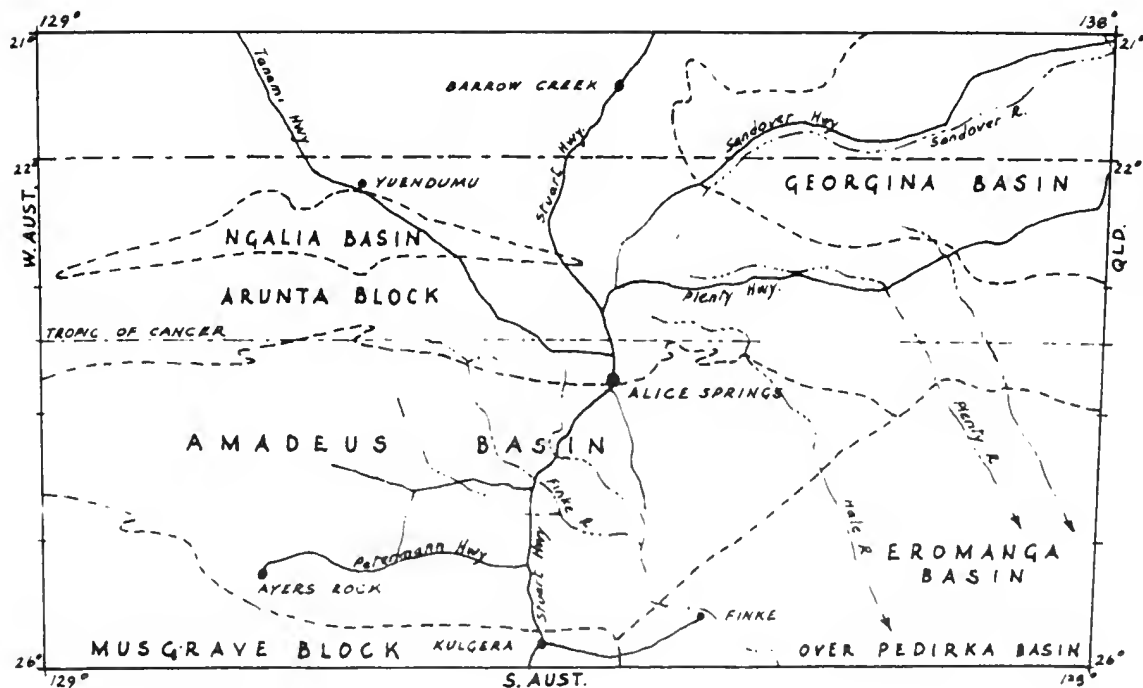 129° 138°
21° 21°
Tanami Hwy
BARROW CREEK
Stuart Hwy.
Sandover Hwy
Sandover R.
22° 22°
YUENDUMU
GEORGINA BASIN
W. AUST.
QLD.
NGALIA BASIN
ARUNTA BLOCK
Plenty Hwy.
TROPIC OF CANCER
ALICE SPRINGS
AMADEUS BASIN
Plenty R
Finke R.
Hale R
Petermann Hwy
Stuart Hwy
AYERS ROCK
EROMANGA
BASIN
FINKE
MUSGRAVE BLOCK
KULGERA
OVER PEDIRKA BASIN
26° 26°
129° S. AUST.